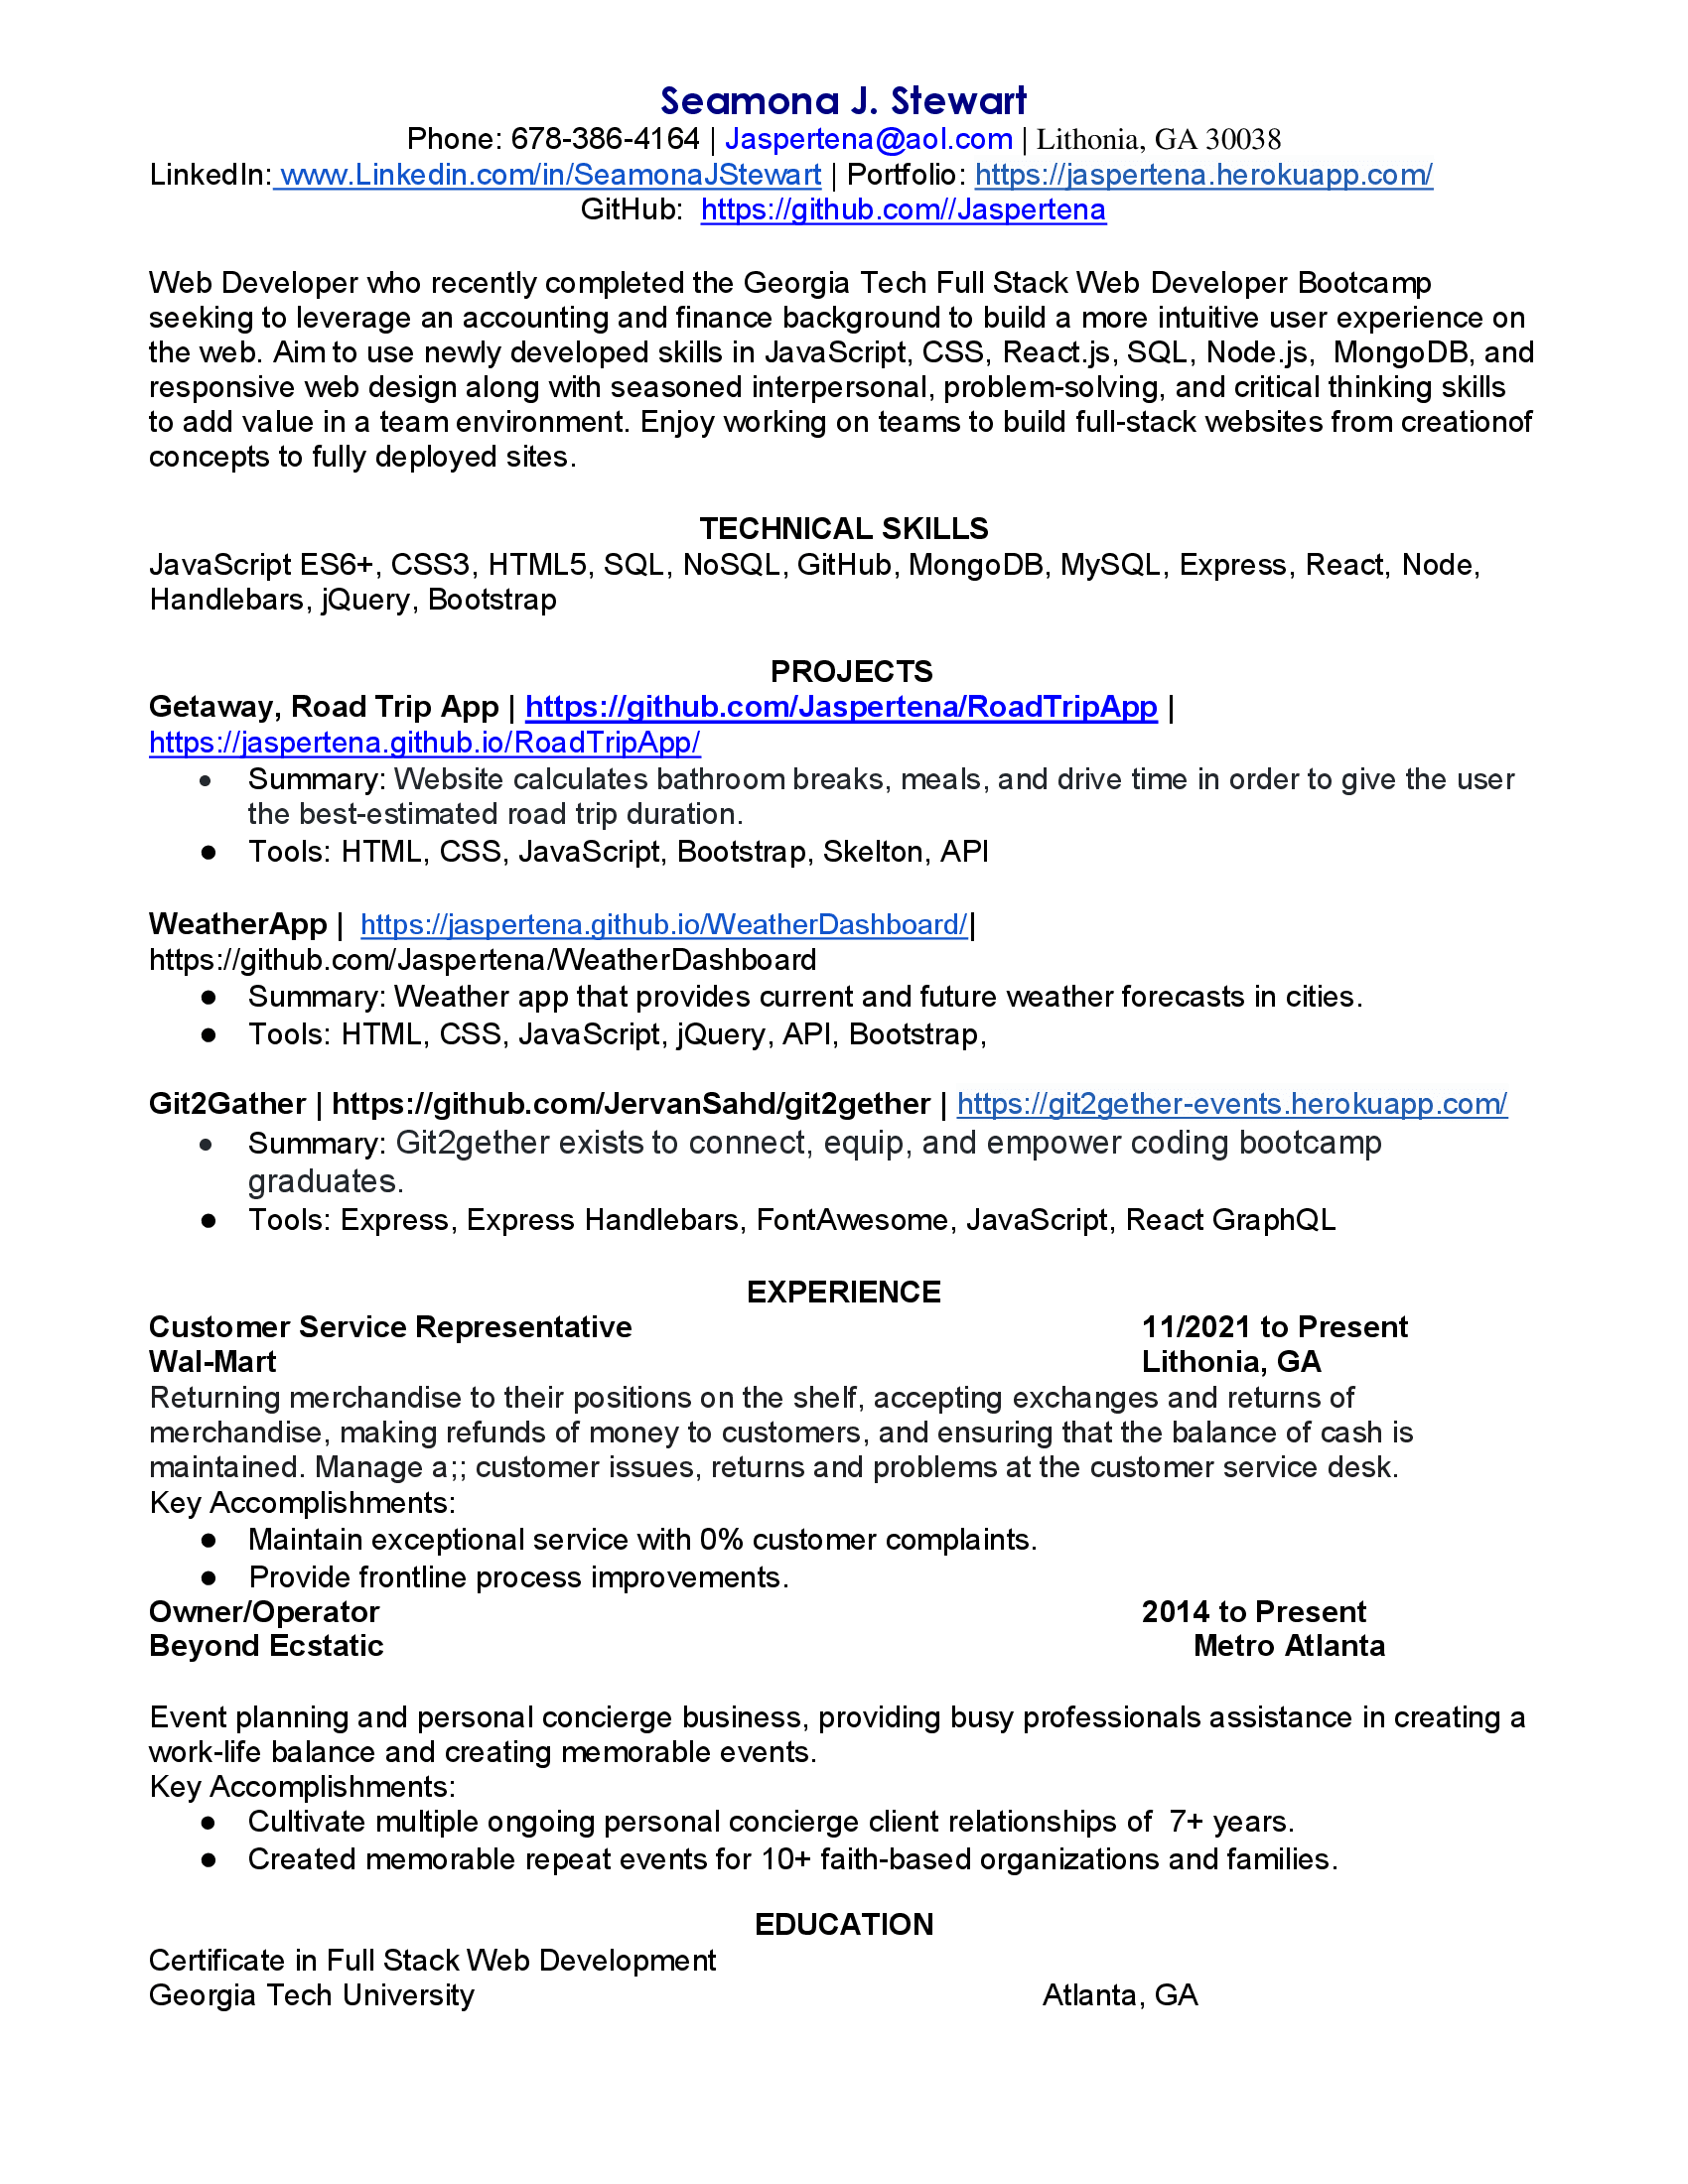 Seamona J. Stewart
Phone: 678-386-4164 | Jaspertena@aol.com | Lithonia, GA 30038
LinkedIn: www.Linkedin.com/in/SeamonaJStewart | Portfolio: https://jaspertena.herokuapp.com/
GitHub:  https://github.com//Jaspertena
Web Developer who recently completed the Georgia Tech Full Stack Web Developer Bootcamp
seeking to leverage an accounting and finance background to build a more intuitive user experience on
the web. Aim to use newly developed skills in JavaScript, CSS, React.js, SQL, Node.js,  MongoDB, and
responsive web design along with seasoned interpersonal, problem-solving, and critical thinking skills
to add value in a team environment. Enjoy working on teams to build full-stack websites from creationof
concepts to fully deployed sites.
TECHNICAL SKILLS
JavaScript ES6+, CSS3, HTML5, SQL, NoSQL, GitHub, MongoDB, MySQL, Express, React, Node,
Handlebars, jQuery, Bootstrap
PROJECTS
Getaway, Road Trip App | https://github.com/Jaspertena/RoadTripApp |
https://jaspertena.github.io/RoadTripApp/
● Summary: Website calculates bathroom breaks, meals, and drive time in order to give the user
the best-estimated road trip duration.
● Tools: HTML, CSS, JavaScript, Bootstrap, Skelton, API
WeatherApp |  https://jaspertena.github.io/WeatherDashboard/|
https://github.com/Jaspertena/WeatherDashboard
● Summary: Weather app that provides current and future weather forecasts in cities.
● Tools: HTML, CSS, JavaScript, jQuery, API, Bootstrap,
Git2Gather | https://github.com/JervanSahd/git2gether | https://git2gether-events.herokuapp.com/
● Summary: Git2gether exists to connect, equip, and empower coding bootcamp
graduates.
● Tools: Express, Express Handlebars, FontAwesome, JavaScript, React GraphQL
EXPERIENCE
Customer Service Representative 11/2021 to Present
Wal-Mart Lithonia, GA
Returning merchandise to their positions on the shelf, accepting exchanges and returns of
merchandise, making refunds of money to customers, and ensuring that the balance of cash is
maintained. Manage a;; customer issues, returns and problems at the customer service desk.
Key Accomplishments:
● Maintain exceptional service with 0% customer complaints.
● Provide frontline process improvements.
Owner/Operator 2014 to Present
Beyond Ecstatic Metro Atlanta
Event planning and personal concierge business, providing busy professionals assistance in creating a
work-life balance and creating memorable events.
Key Accomplishments:
● Cultivate multiple ongoing personal concierge client relationships of  7+ years.
● Created memorable repeat events for 10+ faith-based organizations and families.
EDUCATION
Certificate in Full Stack Web Development
Georgia Tech University Atlanta, GA